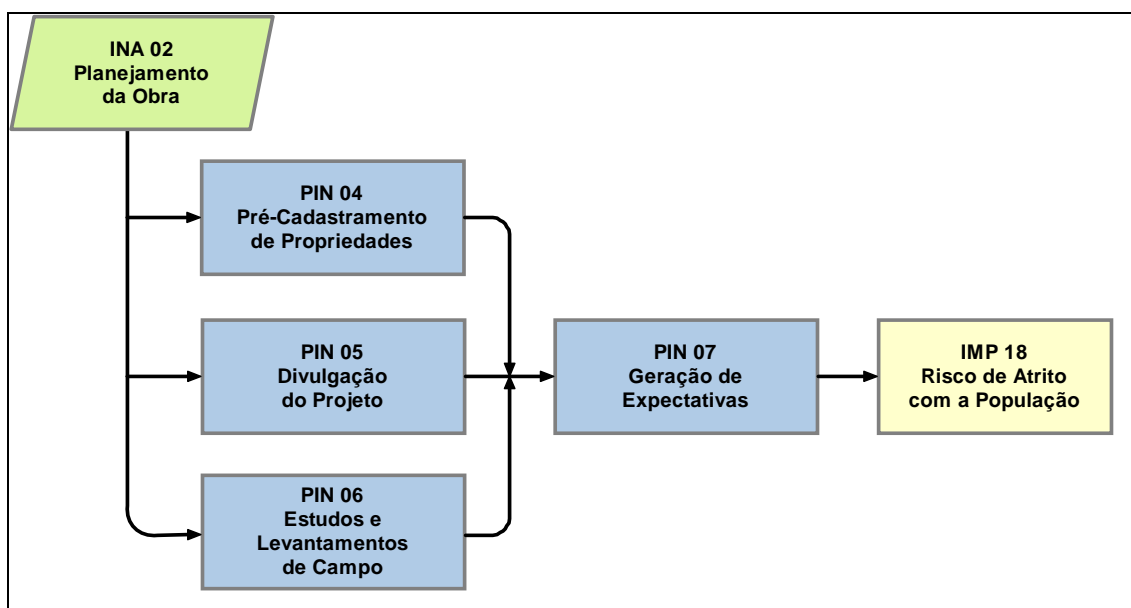 INA 02
Planejamento
da Obra
PIN 04
Pré-Cadastramento
de Propriedades
PIN 05
Divulgação
do Projeto
PIN 06
Estudos e
Levantamentos
de Campo
PIN 07
Geração de
Expectativas
IMP 18
Risco de Atrito
com a População